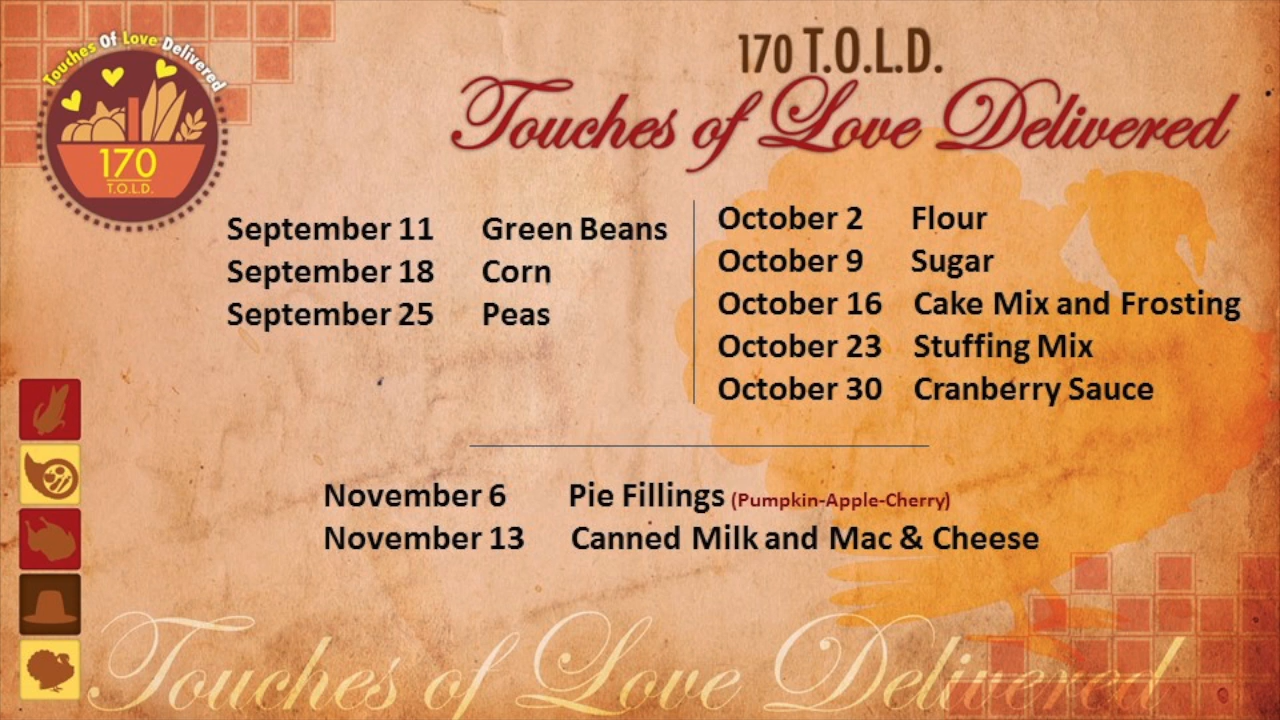 Touches Of Love Delivered
170
T.O.L.D.
170 T.O.L.D.
Touches of Love Delivered
September 11 Green Beans
September 18 Corn
September 25 Peas
October 2 Flour
October 9 Sugar
October 16 Cake Mix and Frosting
October 23 Stuffing Mix
October 30 Cranberry Sauce
November 6 Pie Fillings (Pumpkin-Apple-Cherry)
November 13 Canned Milk and Mac & Cheese
Touches of Love Delivered